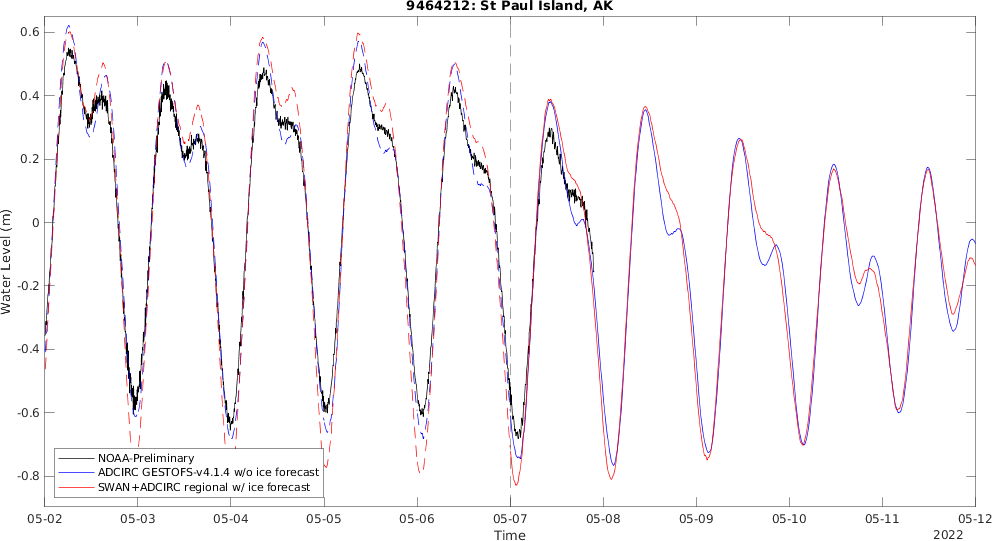 9464212: St Paul Island, AK
Water Level (m)
0.6
0.4
0.2
0
-0.2
-0.4
-0.6
-0.8
NOAA-Preliminary
ADCIRC GESTOFS-v4.1.4 w/o ice forecast
SWAN+ADCIRC regional w/ ice forecast
05-02 05-03 05-04 05-05 05-06 05-07 05-08 05-09 05-10 05-11 05-12
Time
2022